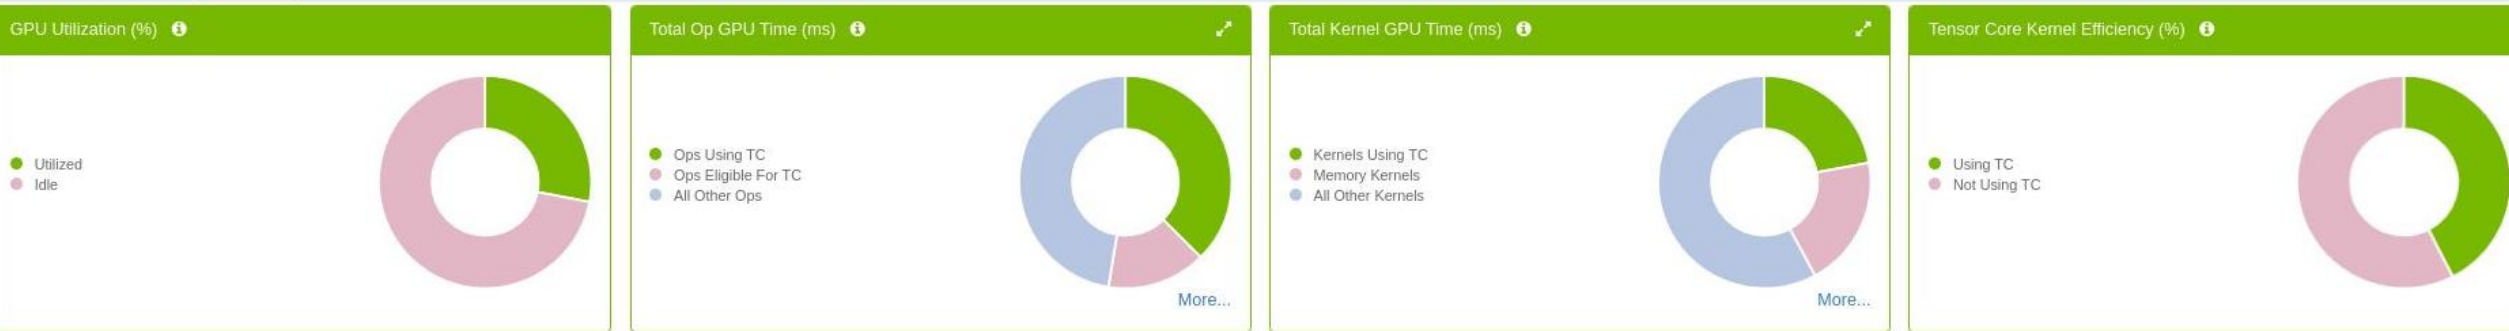 GPU Utilization (%)
Utilized
Idle
Total Op GPU Time (ms)
Ops Using TC
Ops Eligible For TC
All Other Ops
More...
Total Kernel GPU Time (ms)
Kernels Using TC
Memory Kernels
All Other Kernels
More...
Tensor Core Kernel Efficiency (%)
Using TC
Not Using TC